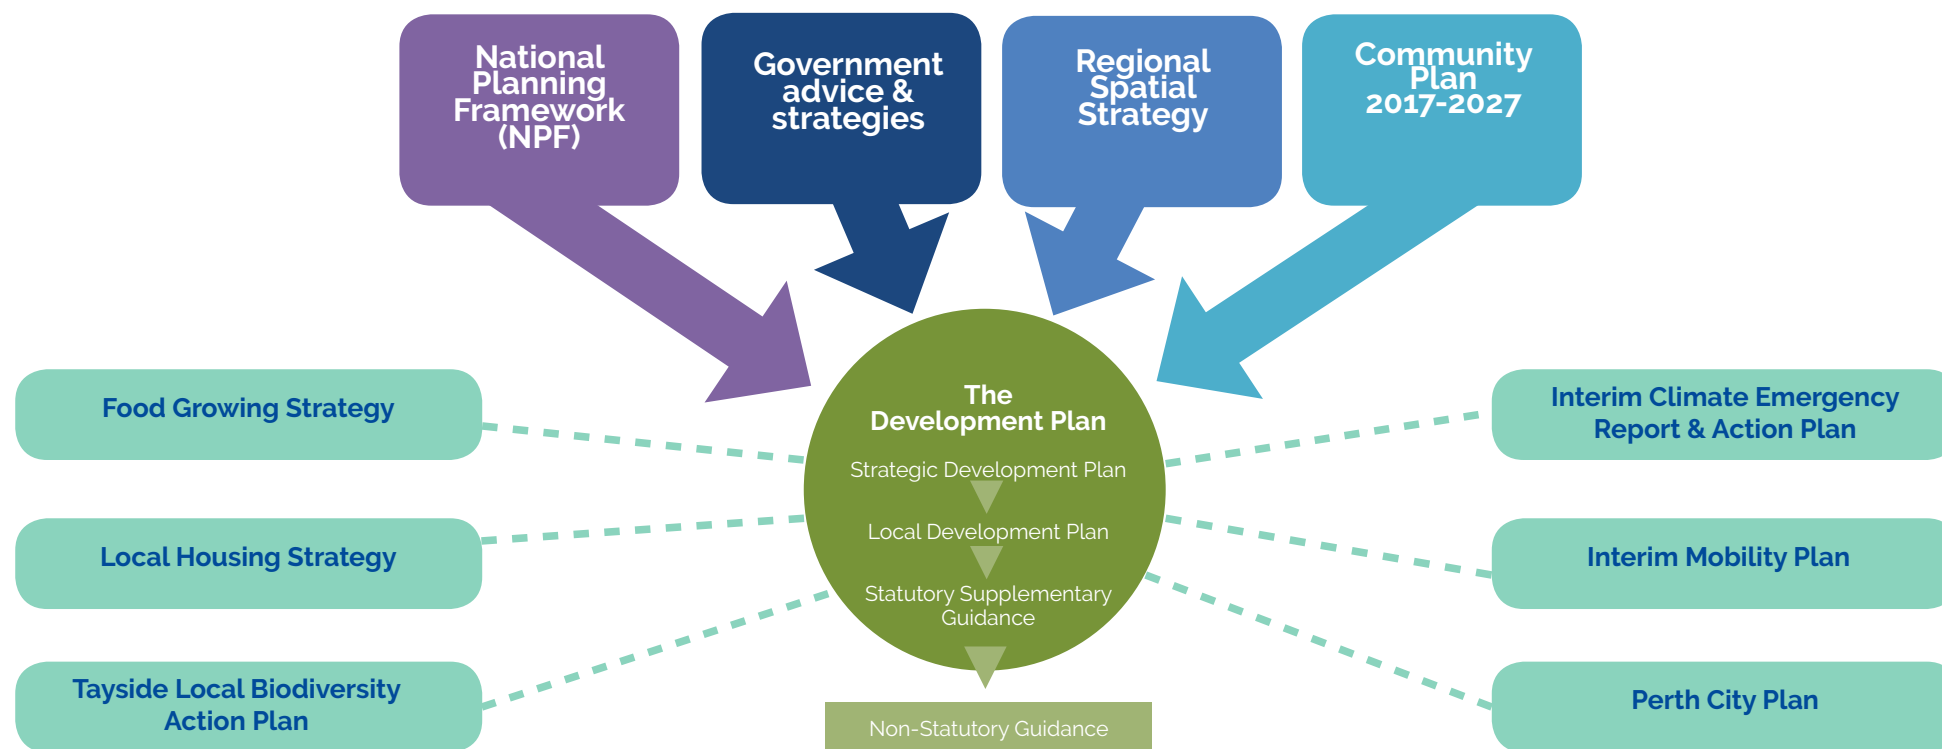 National
Planning
Framework
(NPF)
Government
advice &
strategies
Regional
Spatial
Strategy
Community
Plan
2017-2027
Food Growing Strategy
Local Housing Strategy
Tayside Local Biodiversity
Action Plan
The
Development Plan
Strategic Development Plan
Local Development Plan
Statutory Supplementary
Guidance
Non-Statutory Guidance
Interim Climate Emergency
Report & Action Plan
Interim Mobility Plan
Perth City Plan